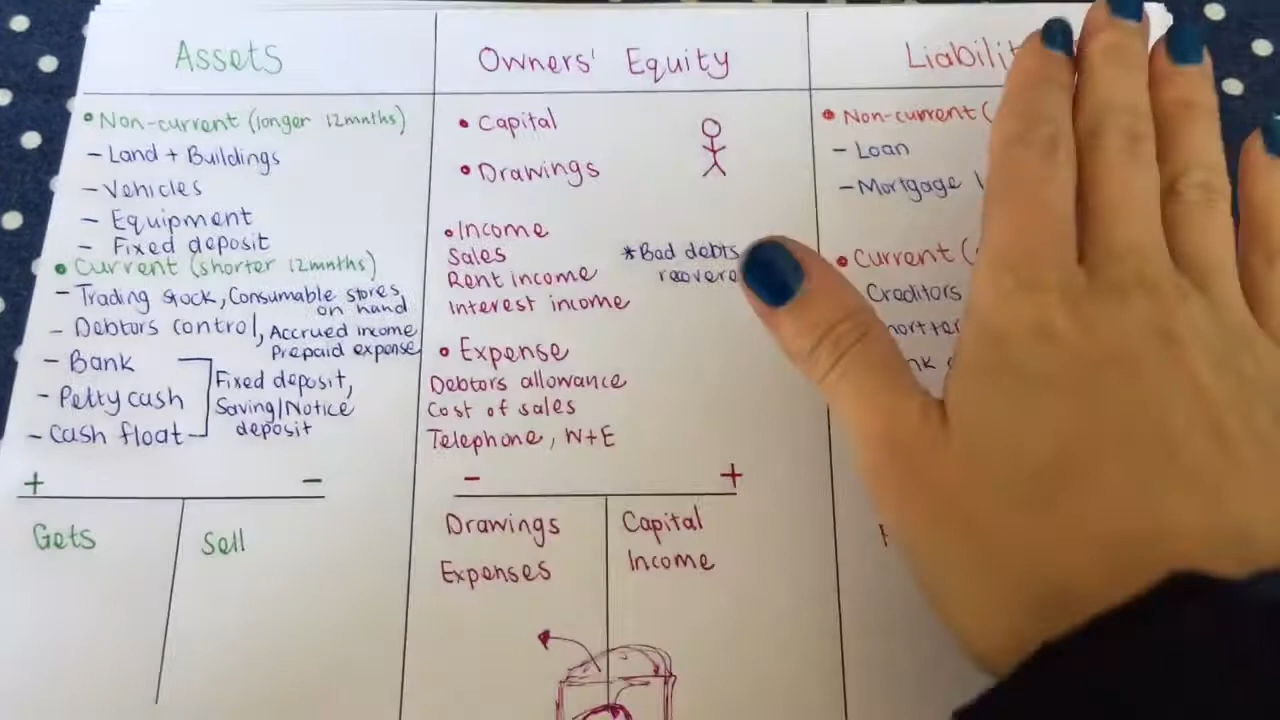 Assets
• Non-current (longer 12mnths)
- Land + Buildings
- Vehicles
- Equipment
- Fixed deposit
• Current (shorter 12mnths)
- Trading stock, Consumable stores
on hand
- Debtors control, Accrued income
Prepaid expense
- Bank
- Petty cash
- Cash float
Fixed deposit,
Saving/Notice
deposit
+ -
Gets
Sell
Owners' Equity
• Capital
• Drawings
• Income
Sales
Rent income
Interest income
*Bad debts
recovere
• Expense
Debtors allowance
Cost of sales
Telephone, W+E
- +
Drawings
Expenses
Capital
Income
Liabilit
• Non-current (
- Loan
- Mortgage
• Current (
Creditors